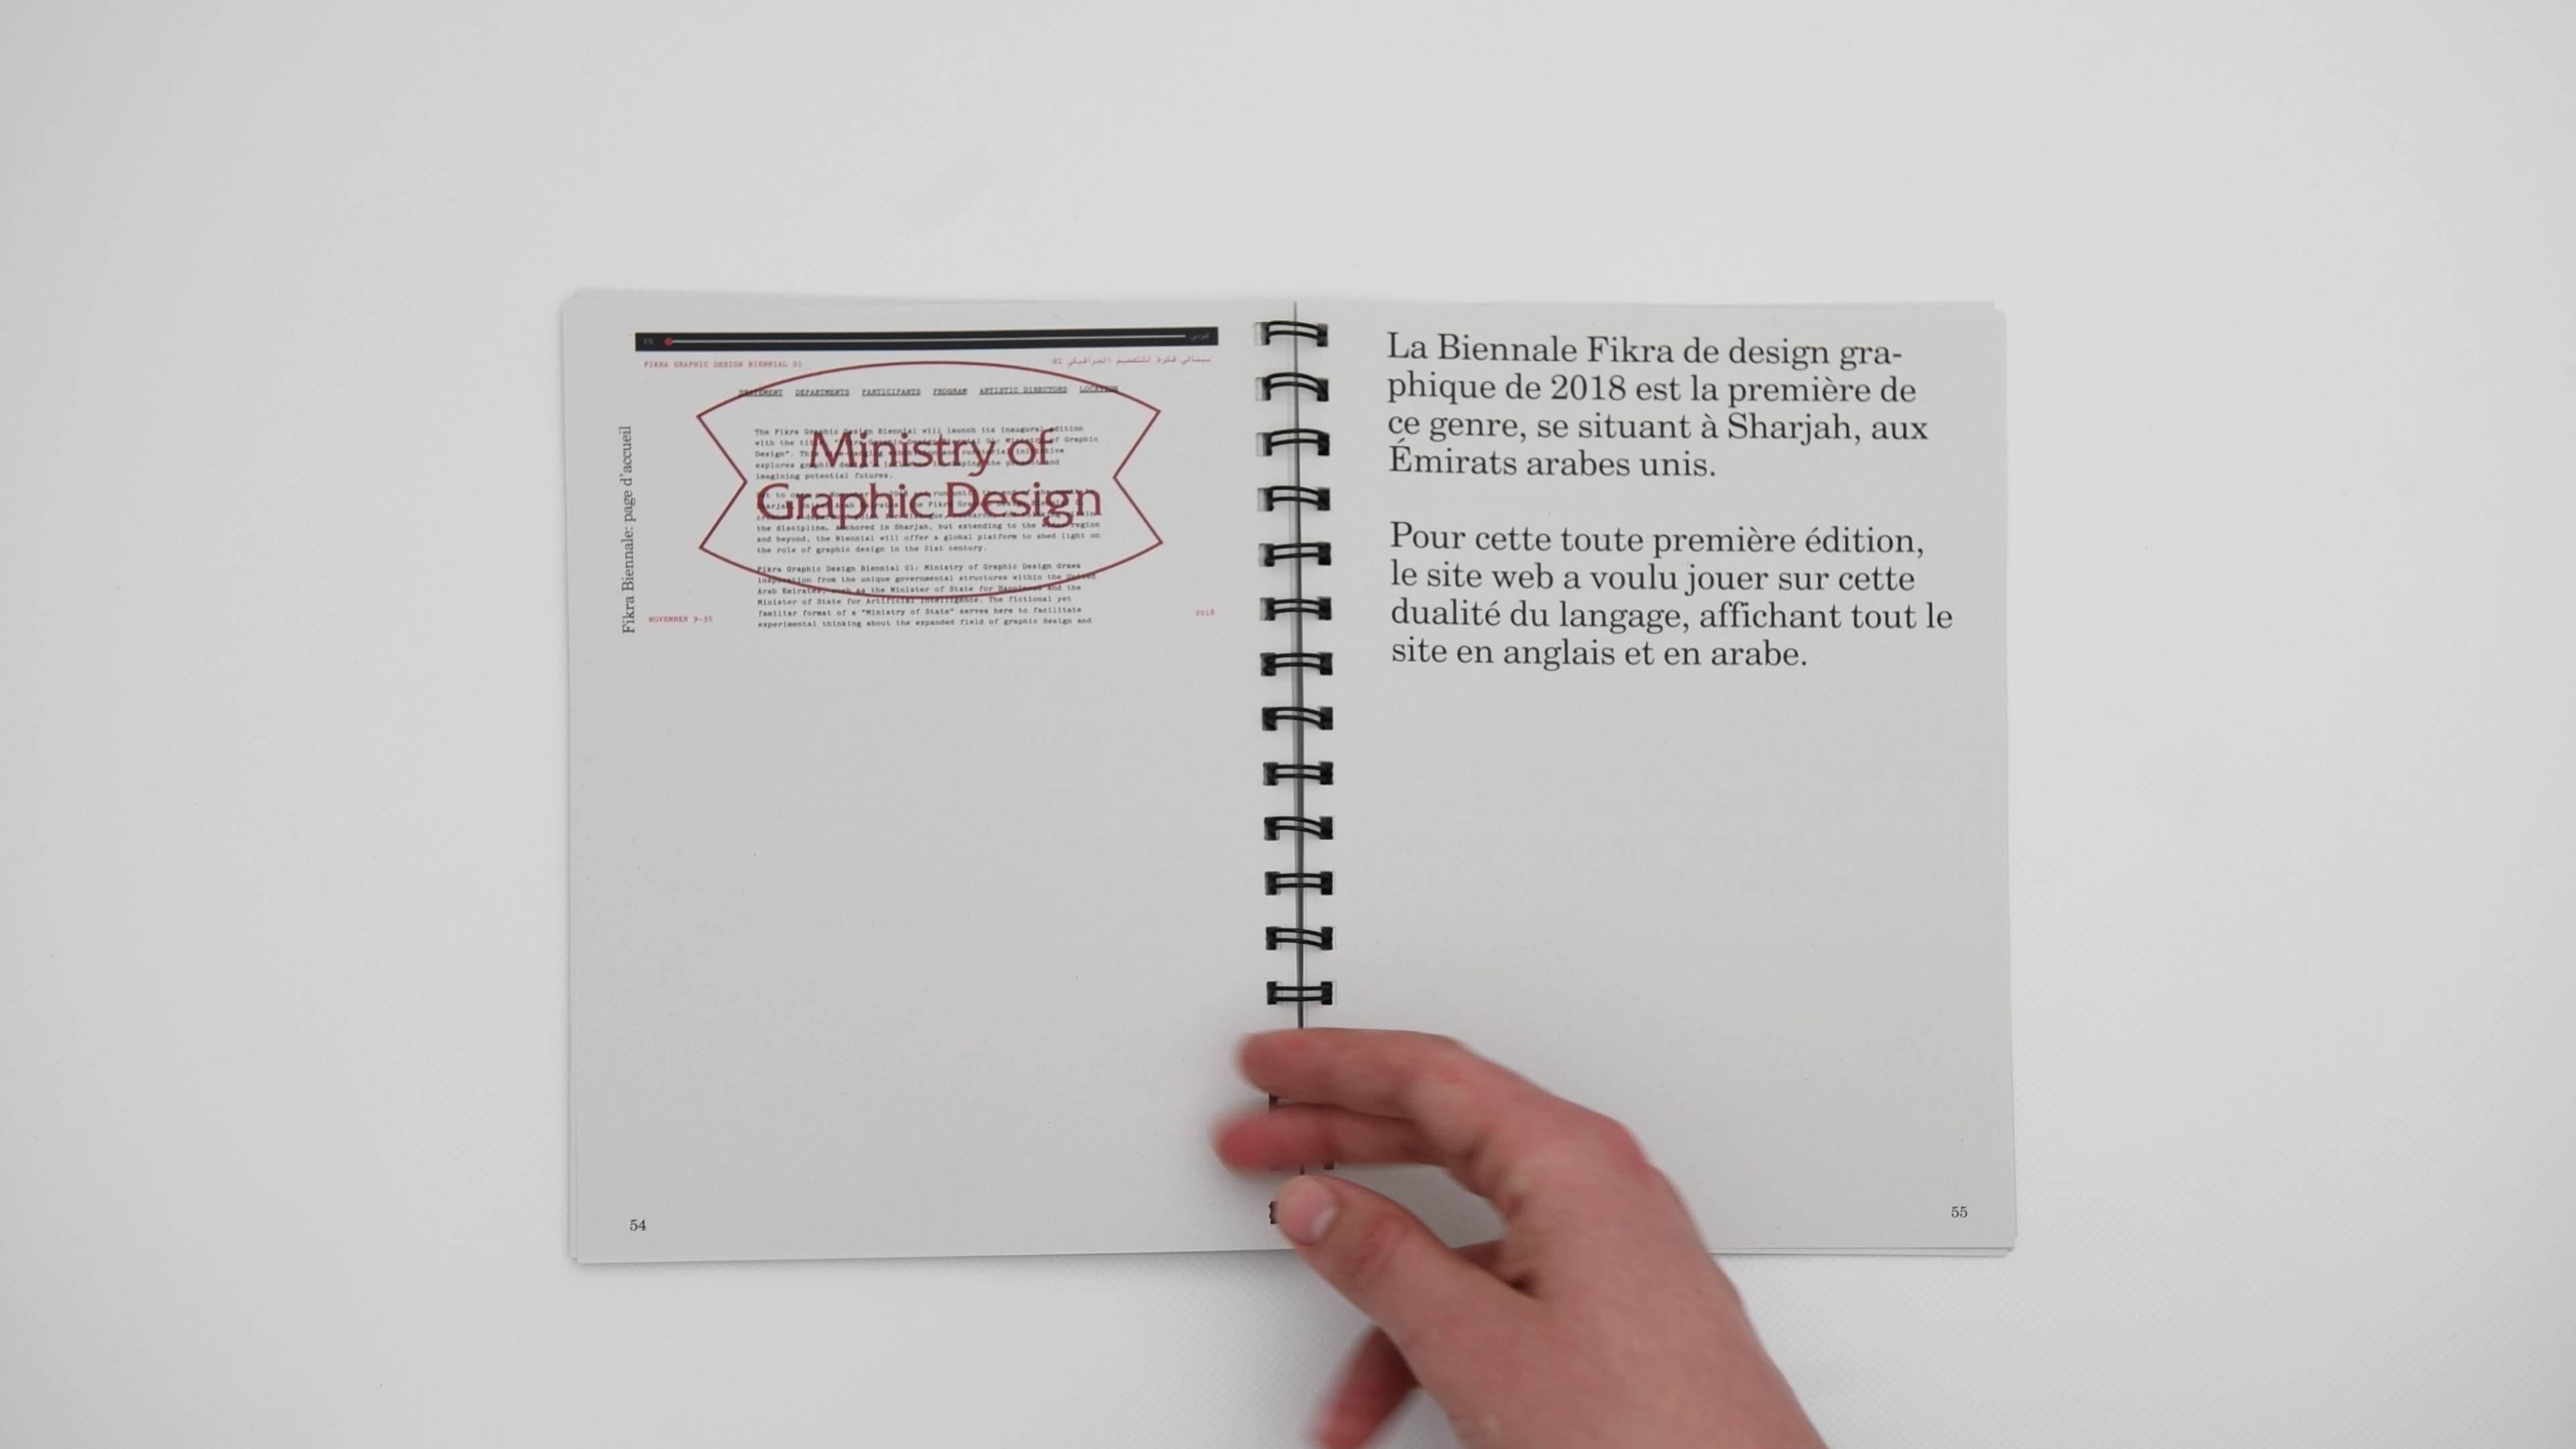 EN
FIKRA GRAPHIC DESIGN BIENNIAL 01
بينالي فكرة للتصميم الجرافيكي 01
STATEMENT DEPARTMENTS PARTICIPANTS PROGRAM ARTISTIC DIRECTORS LOCATION
Ministry of
Graphic Design
The Fikra Graphic Design Biennial will launch its inaugural edition
with the of Graphic
Design".
explores graphic the and
imagining potential futures.
the discipline. Anchored in Sharjah, but extending to the region
and beyond, the Biennial will offer a global platform to shed light on
the role of graphic design in the 21st century.
Fikra Graphic Design Biennial 01: Ministry of Graphic Design draws
inspiration from the unique governmental structures within the United
Arab Emirates, such as the Minister of State for Happiness and the
Minister of State for Artificial Intelligence. The fictional yet
familiar format of a "Ministry of State" serves here to facilitate
experimental thinking about the expanded field of graphic design and
NOVEMBER 9–30
2018
Fikra Biennale: page d'accueil
54
La Biennale Fikra de design gra-
phique de 2018 est la première de
ce genre, se situant à Sharjah, aux
Émirats arabes unis.
Pour cette toute première édition,
le site web a voulu jouer sur cette
dualité du langage, affichant tout le
site en anglais et en arabe.
55